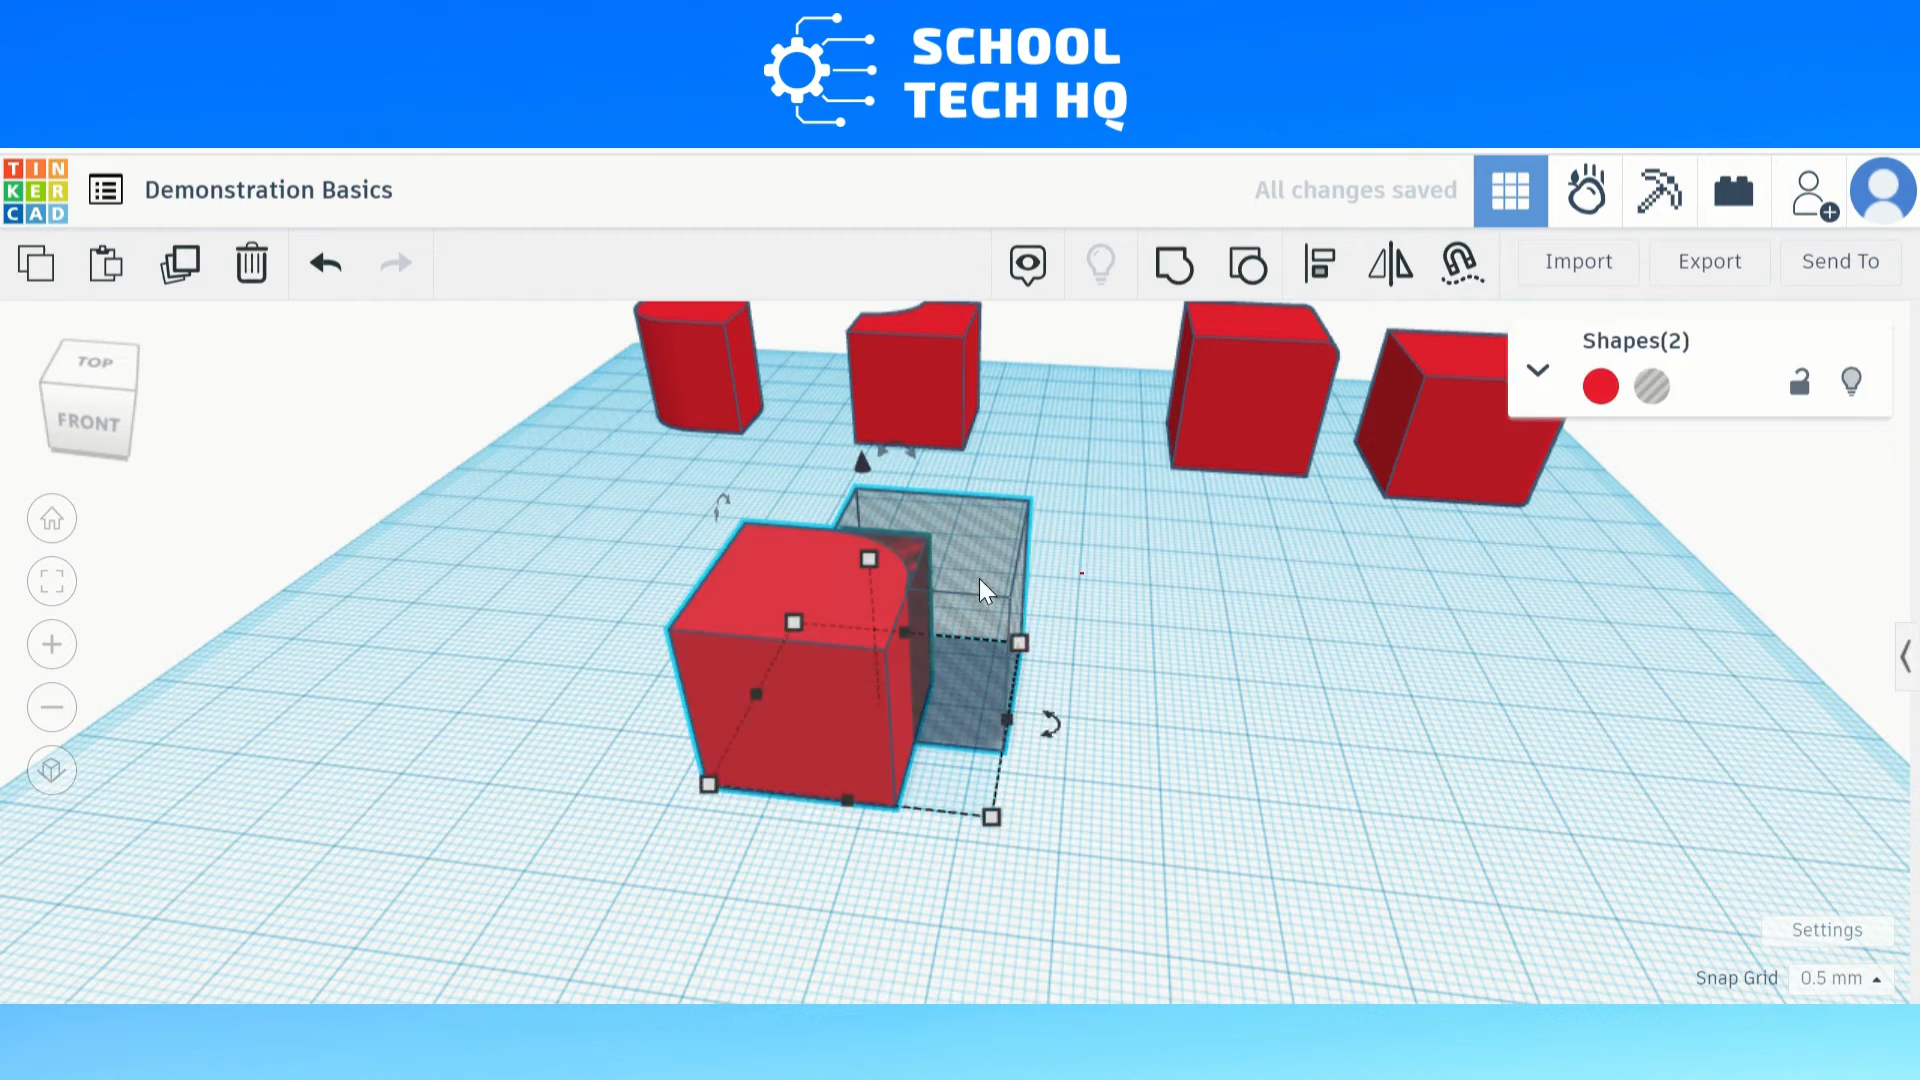 SCHOOL
TECH HQ
TIN
KER
CAD
Demonstration Basics
All changes saved
Import
Export
Send To
Shapes(2)
TOP
FRONT
Settings
Snap Grid 0.5 mm